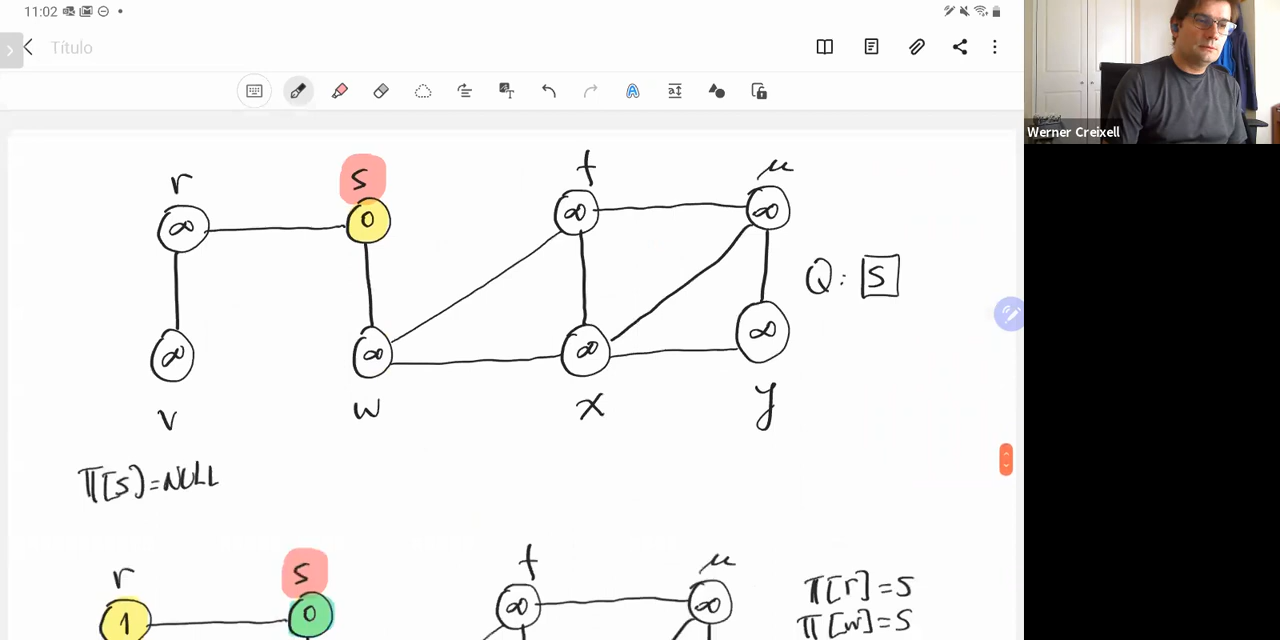 11:02
Título
Werner Creixell
r s t u
∞ 0 ∞ ∞
Q: S
∞ ∞ ∞ ∞
v w x y
π[s]=NULL
r s t u
1 0 ∞ ∞
π[r]=S
π[w]=S